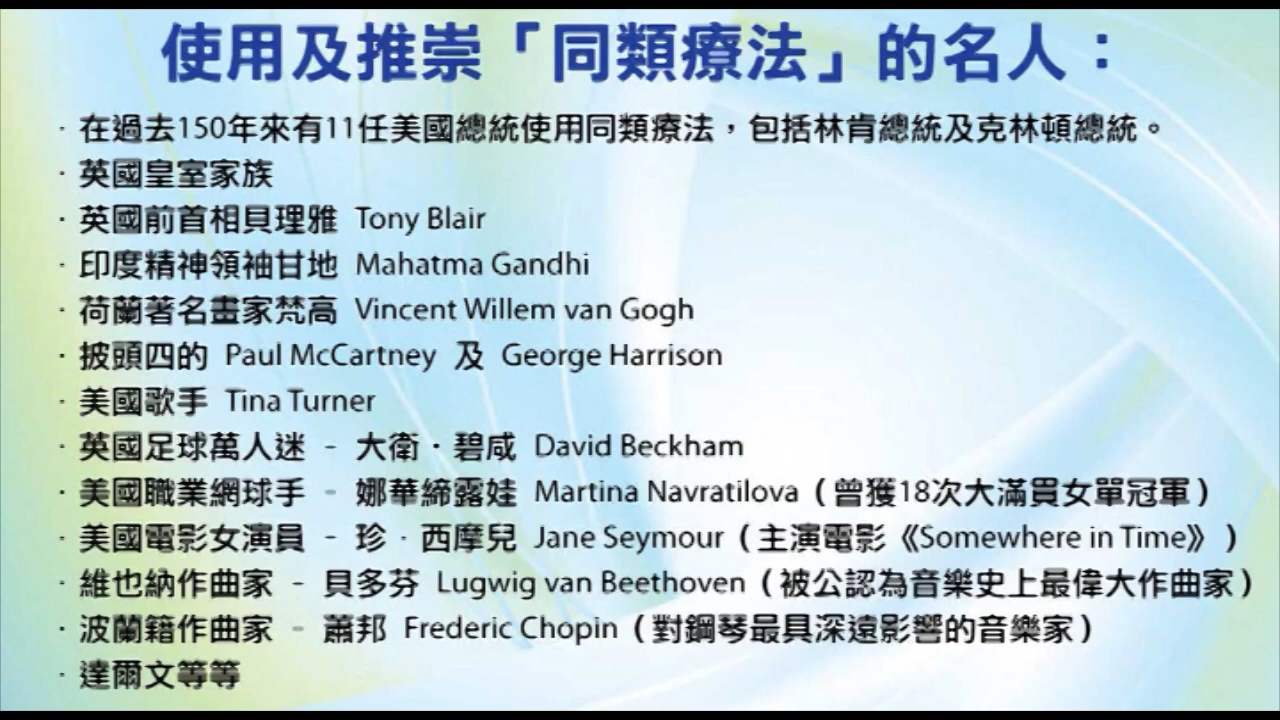 使用及推崇「同類療法」的名人：
· 在過去150年來有11任美國總統使用同類療法，包括林肯總統及克林頓總統。
· 英國皇室家族
· 英國前首相貝理雅 Tony Blair
· 印度精神領袖甘地 Mahatma Gandhi
· 荷蘭著名畫家梵高 Vincent Willem van Gogh
· 披頭四的 Paul McCartney 及 George Harrison
· 美國歌手 Tina Turner
· 英國足球萬人迷 - 大衛·碧咸 David Beckham
· 美國職業網球手 - 娜華締露娃 Martina Navratilova（曾獲18次大滿貫女單冠軍）
· 美國電影女演員 - 珍·西摩兒 Jane Seymour（主演電影《Somewhere in Time》）
· 維也納作曲家 - 貝多芬 Lugwig van Beethoven（被公認為音樂史上最偉大作曲家）
· 波蘭籍作曲家 - 蕭邦 Frederic Chopin（對鋼琴最具深遠影響的音樂家）
· 達爾文等等